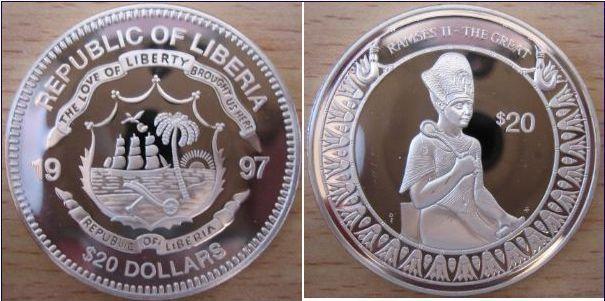 REPUBLIC OF LIBERIA
THE LOVE OF LIBERTY BROUGHT US HERE
19 97
REPUBLIC OF LIBERIA
$20 DOLLARS
RAMSES II - THE GREAT
$20